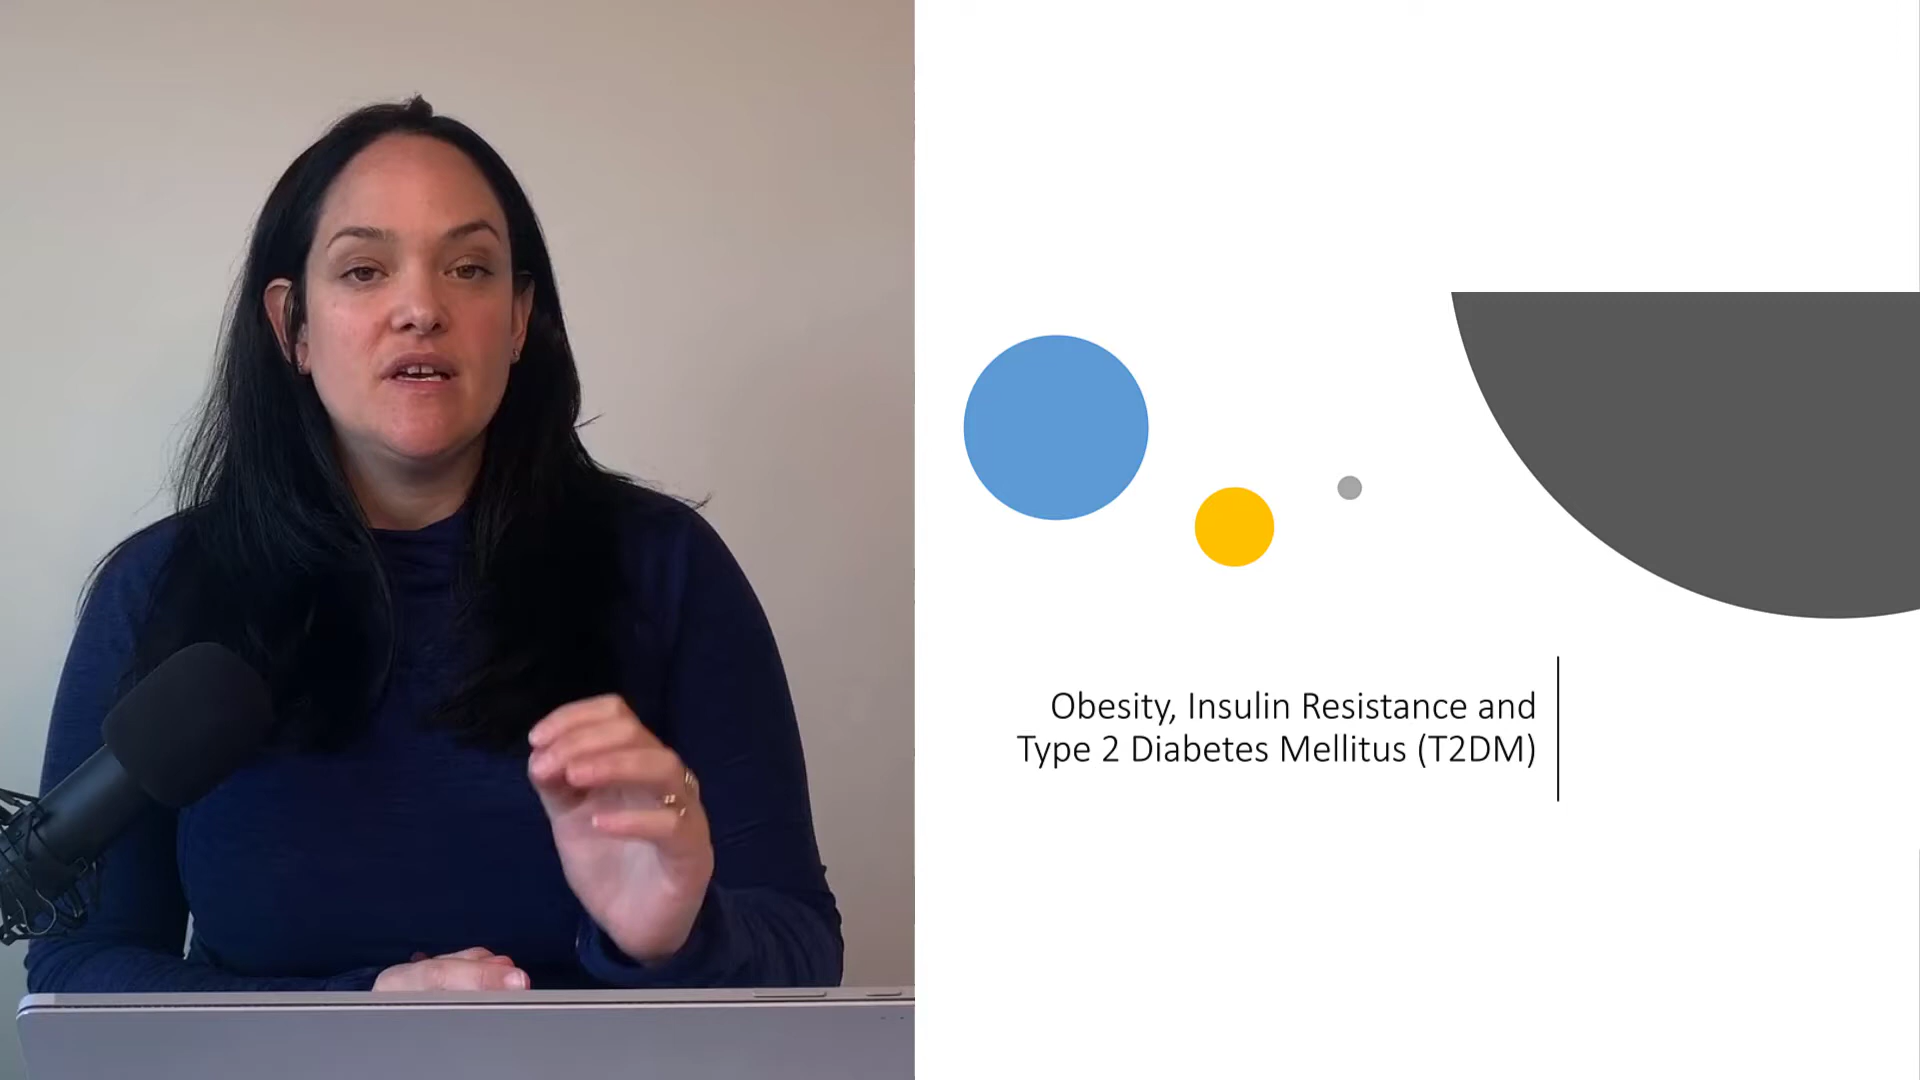 Obesity, Insulin Resistance and
Type 2 Diabetes Mellitus (T2DM)